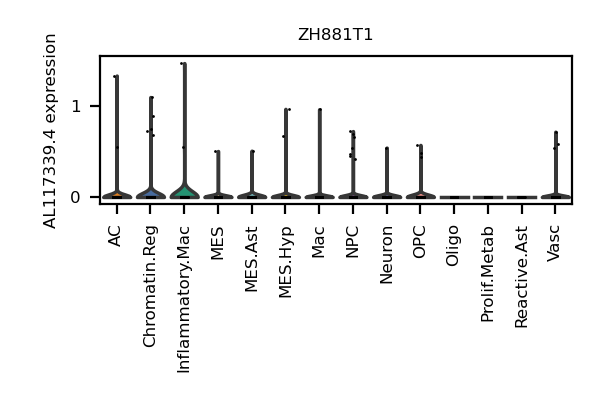 ZH881T1
AL117339.4 expression
1
0
AC
Chromatin.Reg
Inflammatory.Mac
MES
MES.Ast
MES.Hyp
Mac
NPC
Neuron
OPC
Oligo
Prolif.Metab
Reactive.Ast
Vasc